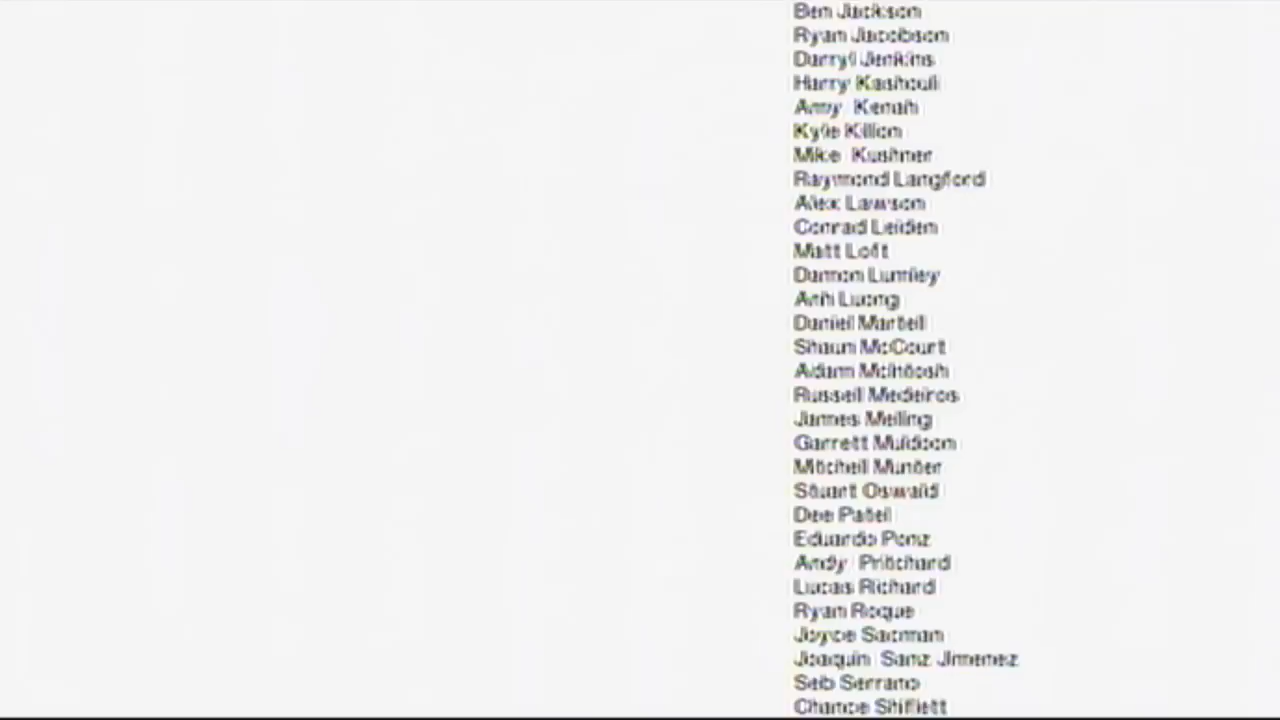 Ben Jackson
Ryan Jacobson
Darryl Jenkins
Harry Kashouli
Amy Kenah
Kyle Killion
Mike Kushner
Raymond Langford
Alex Lawson
Conrad Leiden
Matt Loft
Damon Lumley
Anh Luong
Daniel Martell
Shaun McCourt
Adam McIntosh
Russell Medeiros
James Meiling
Garrett Muldoon
Mitchell Munter
Stuart Oswald
Dee Patel
Eduardo Ponz
Andy Pritchard
Lucas Richard
Ryan Roque
Joyce Sacman
Joaquin Sanz Jimenez
Seb Serrano
Chance Shiflett